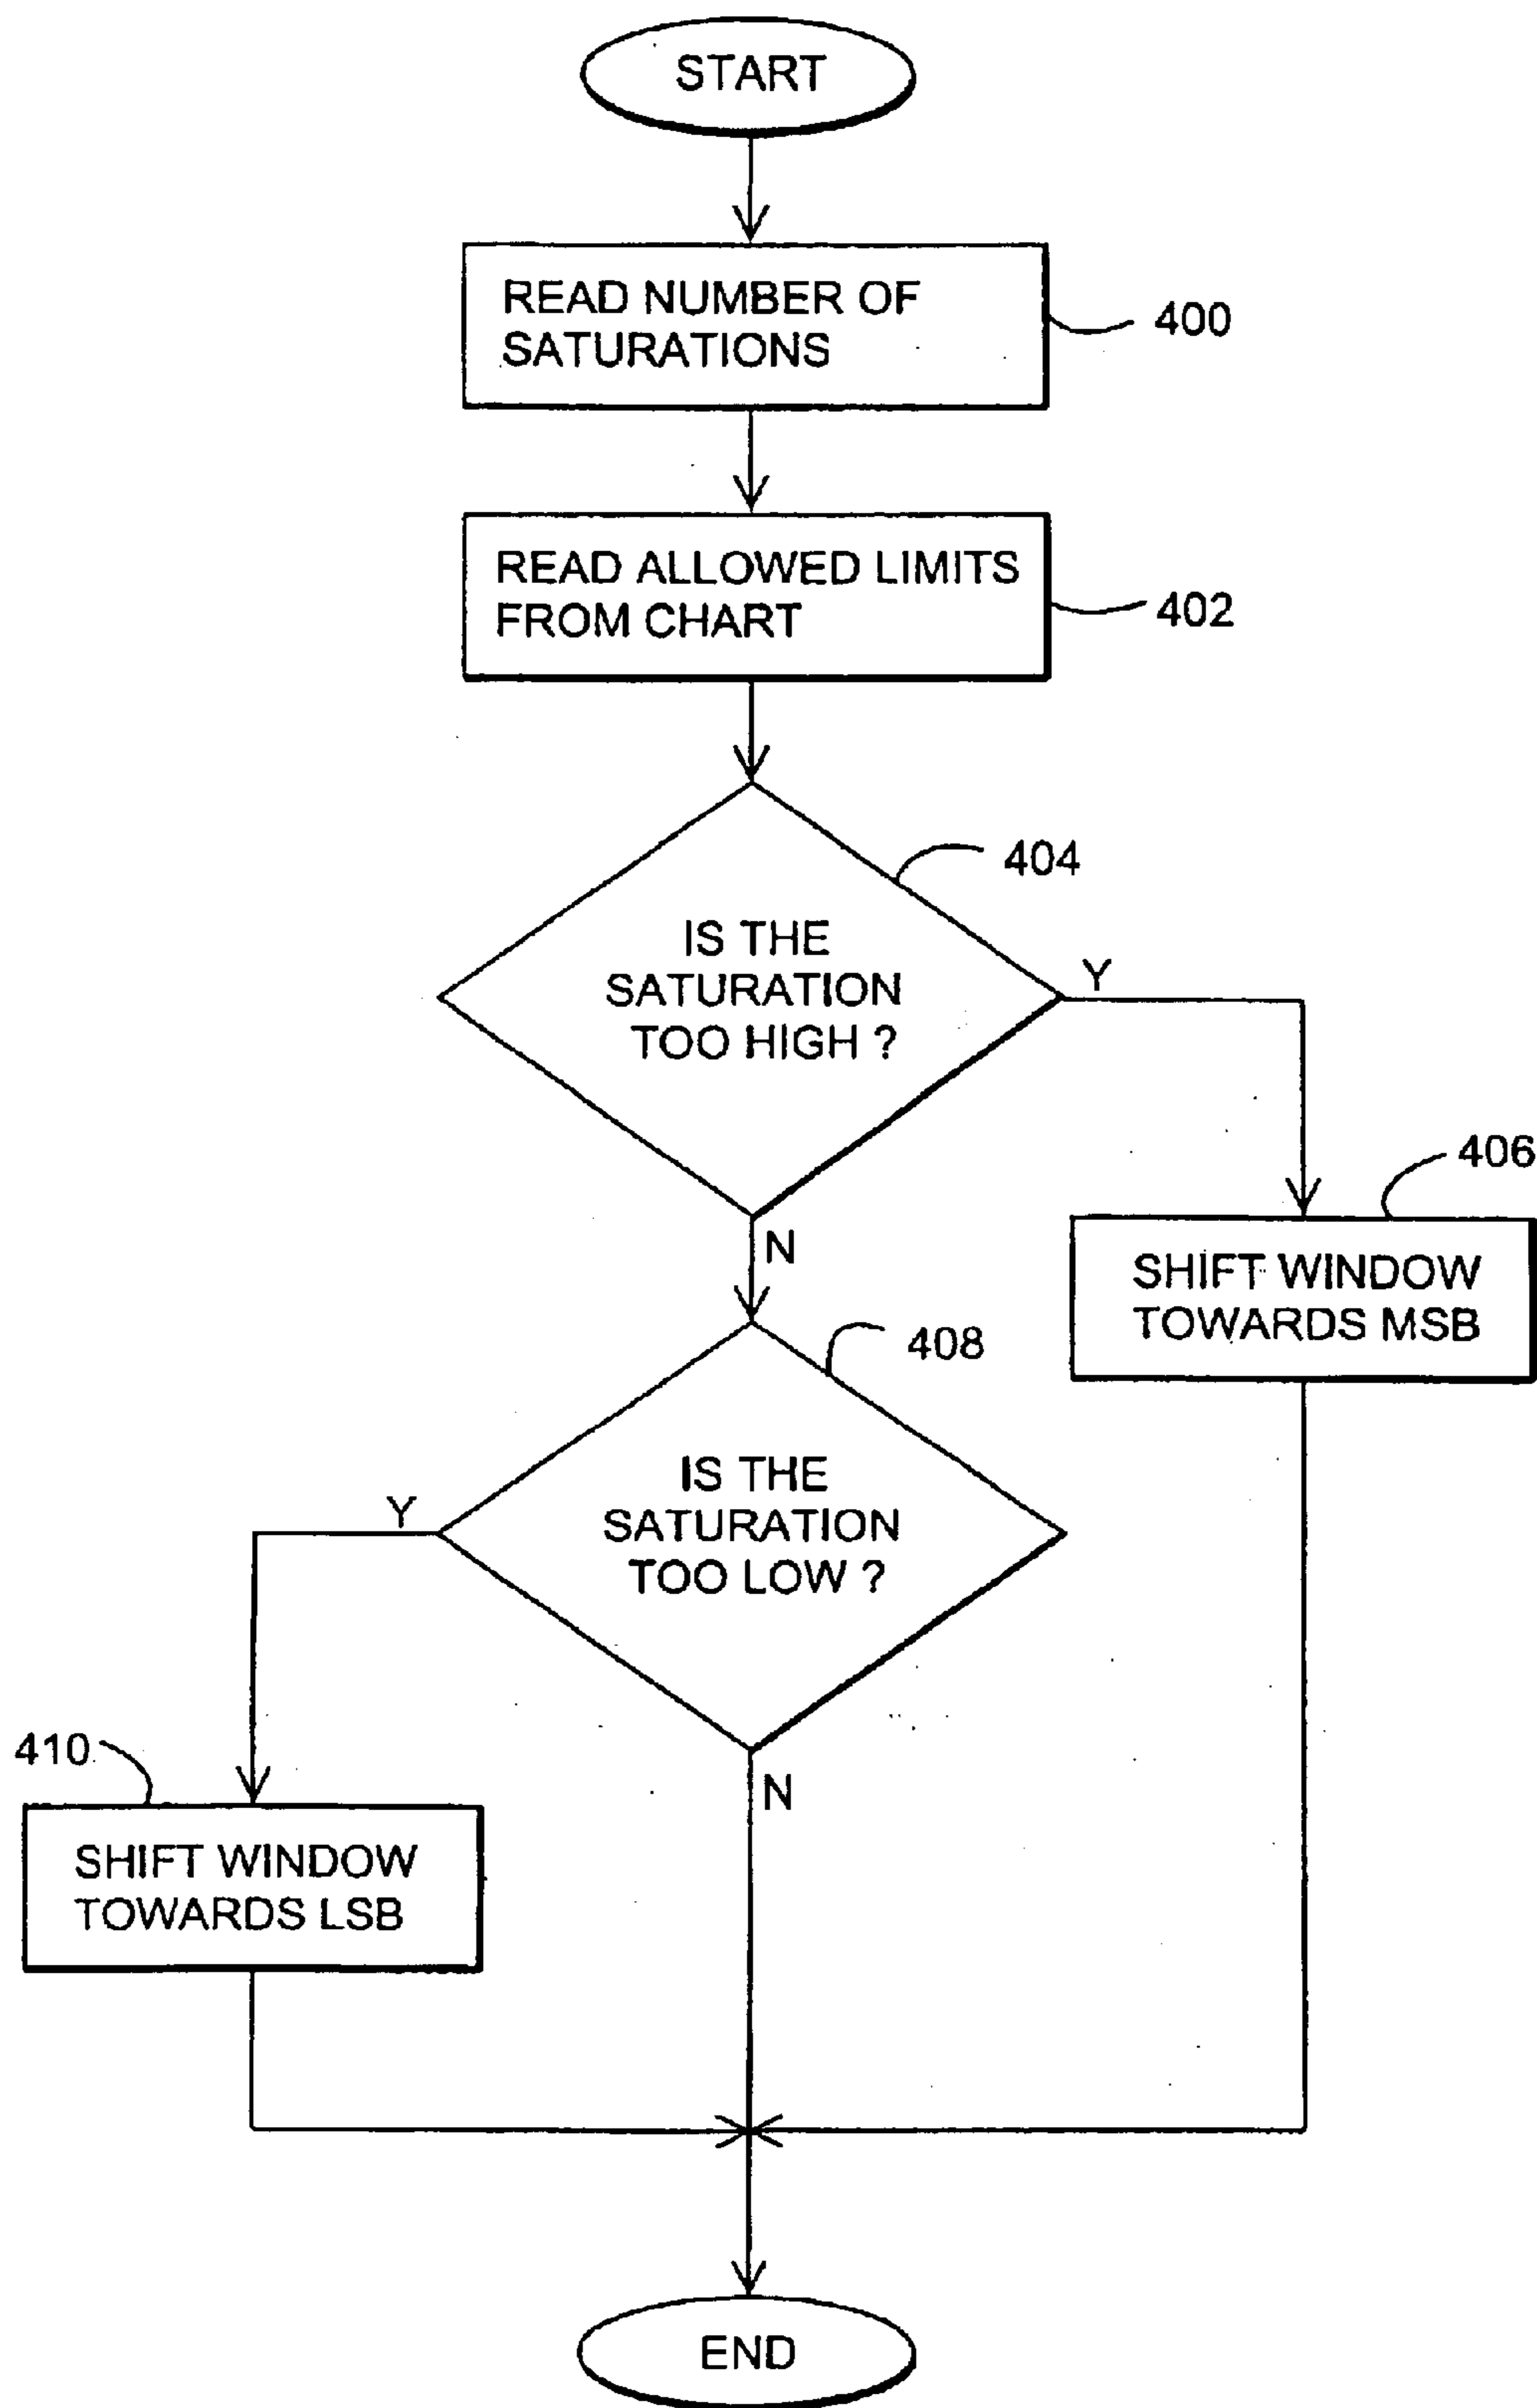 START
READ NUMBER OF
SATURATIONS
400
READ ALLOWED LIMITS
FROM CHART
402
404
IS THE
SATURATION
TOO HIGH ?
Y
406
N
SHIFT WINDOW
TOWARDS MSB
408
IS THE
SATURATION
TOO LOW ?
Y
410
N
SHIFT WINDOW
TOWARDS LSB
END